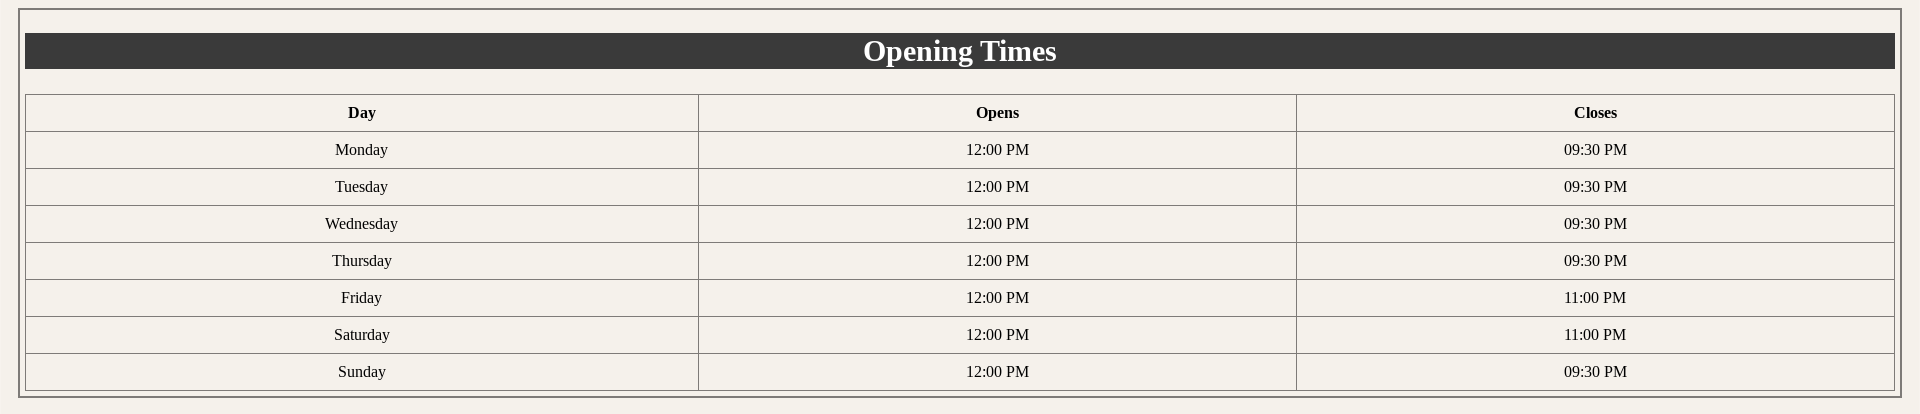 Opening Times
Day Opens Closes
Monday 12:00 PM 09:30 PM
Tuesday 12:00 PM 09:30 PM
Wednesday 12:00 PM 09:30 PM
Thursday 12:00 PM 09:30 PM
Friday 12:00 PM 11:00 PM
Saturday 12:00 PM 11:00 PM
Sunday 12:00 PM 09:30 PM